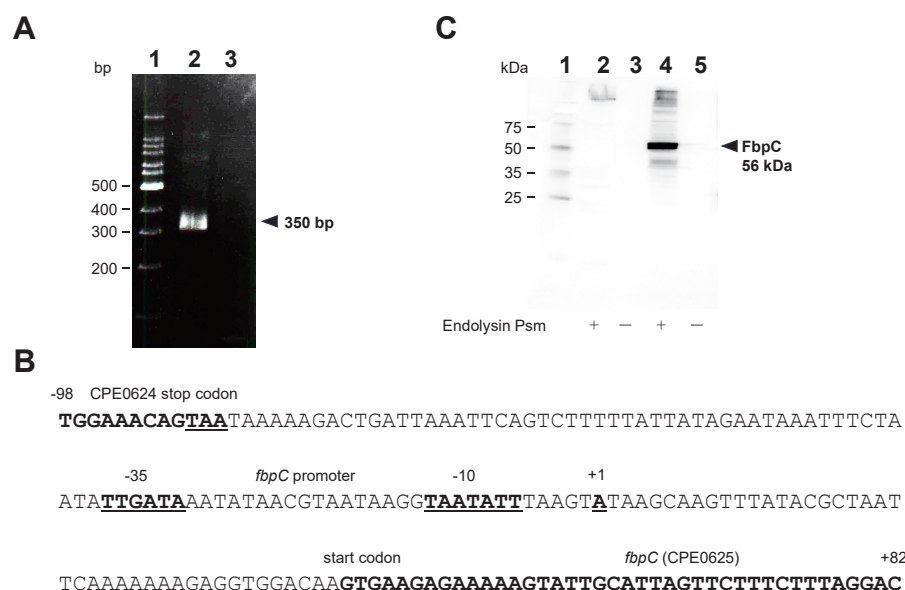 A
bp
1 2 3
500
400
300
200
350 bp
C
kDa
1 2 3 4 5
75
50
35
25
FbpC
56 kDa
Endolysin Psm + − + −
B
-98 CPE0624 stop codon
TGGAAACAGTAATAAAAAGACTGATTAAATTCAGTCTTTTTATTATAGAATAAATTTCTA
-35 fbpC promoter -10 +1
ATATTGATAAATATAACGTAATAAGGTAATATTTAAGTATAAGCAAGTTTATACGCTAAT
start codon fbpC (CPE0625) +82
TCAAAAAAAGAGGTGGACAAGTGAAGAGAAAAAGTATTGCATTAGTTCTTTCTTTAGGAC